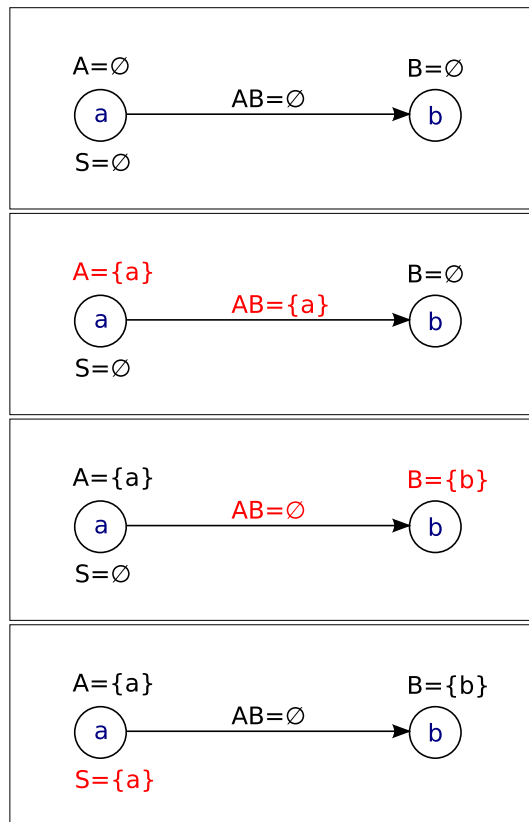 A=∅ B=∅
AB=∅
a b
S=∅
A={a} B=∅
AB={a}
a b
S=∅
A={a} B={b}
AB=∅
a b
S=∅
A={a} B={b}
AB=∅
a b
S={a}